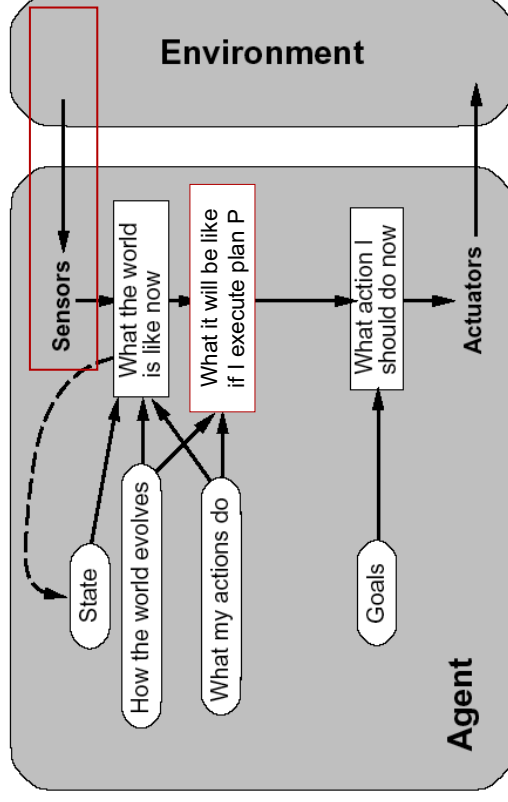 Environment
Sensors
What the world
is like now
What it will be like
if I execute plan P
What action I
should do now
Actuators
State
How the world evolves
What my actions do
Goals
Agent